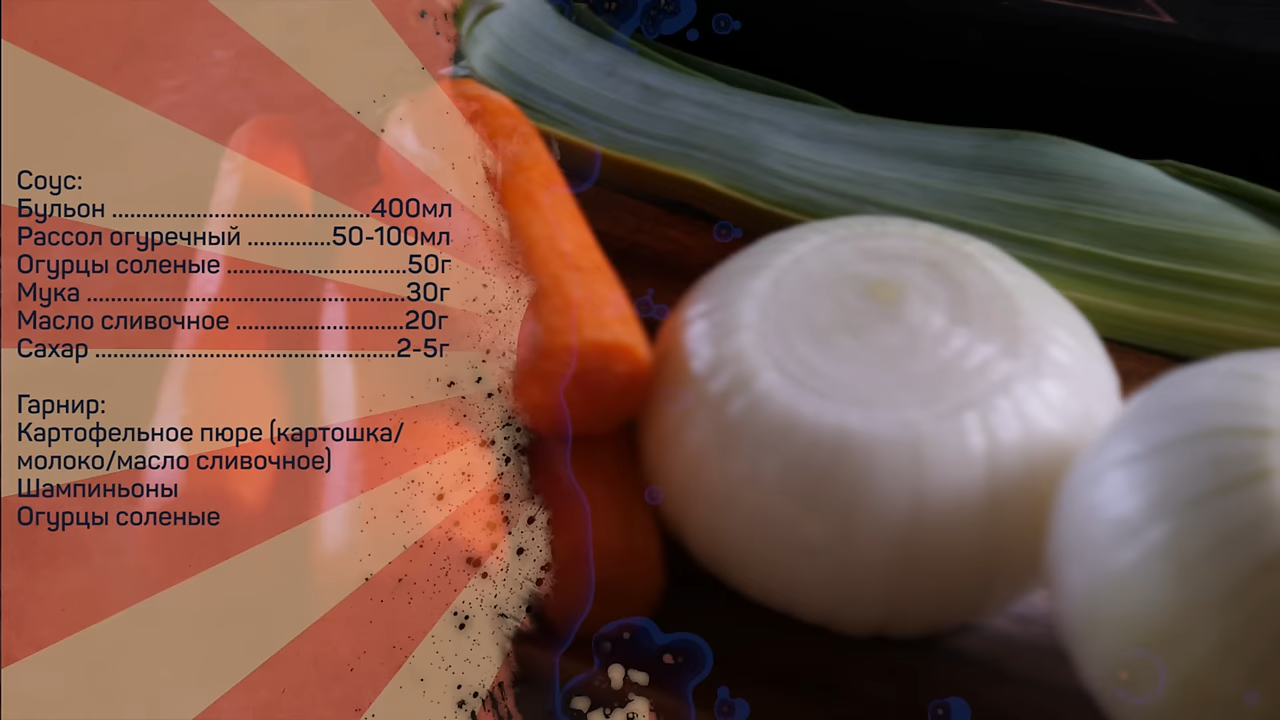 Соус:
Бульон ............................................400мл
Рассол огуречный ..............50-100мл
Огурцы соленые ..............................50г
Мука ......................................................30г
Масло сливочное ............................20г
Сахар ...................................................2-5г
Гарнир:
Картофельное пюре (картошка/
молоко/масло сливочное)
Шампиньоны
Огурцы соленые